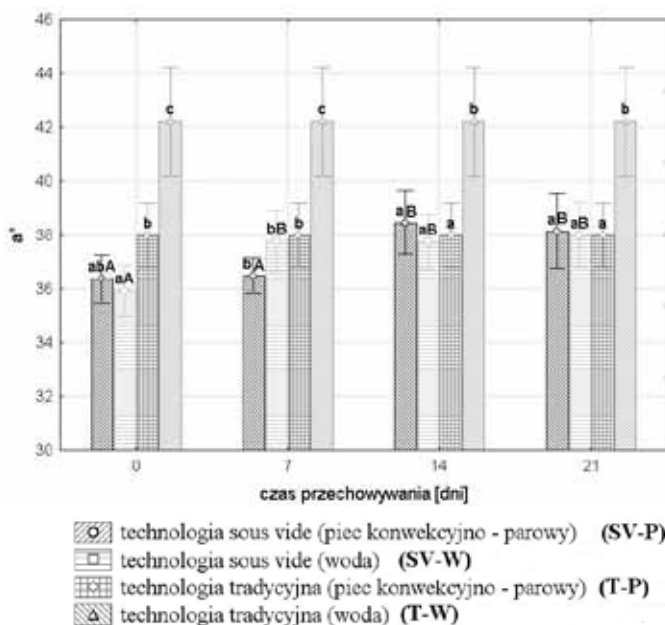 46
44
42
40
38
36
34
32
30
a*
abA
aA
b
c
bA
bB
b
c
aB
aB
a
b
aB
aB
a
b
0 7 14 21
czas przechowywania [dni]
technologia sous vide (piec konwekcyjno - parowy) (SV-P)
technologia sous vide (woda) (SV-W)
technologia tradycyjna (piec konwekcyjno - parowy) (T-P)
technologia tradycyjna (woda) (T-W)